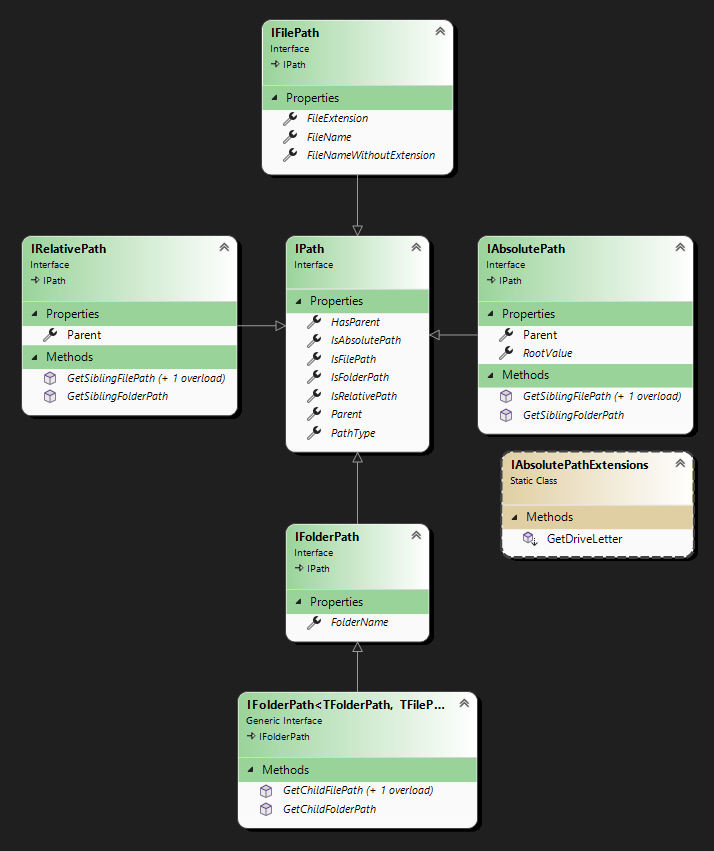 IFilePath
Interface
IPath
Properties
FileExtension
FileName
FileNameWithoutExtension
IRelativePath
Interface
IPath
Properties
Parent
Methods
GetSiblingFilePath (+ 1 overload)
GetSiblingFolderPath
IPath
Interface
Properties
HasParent
IsAbsolutePath
IsFilePath
IsFolderPath
IsRelativePath
Parent
PathType
IAbsolutePath
Interface
IPath
Properties
Parent
RootValue
Methods
GetSiblingFilePath (+ 1 overload)
GetSiblingFolderPath
IAbsolutePathExtensions
Static Class
Methods
GetDriveLetter
IFolderPath
Interface
IPath
Properties
FolderName
IFolderPath<TFolderPath, TFileP...
Generic Interface
IFolderPath
Methods
GetChildFilePath (+ 1 overload)
GetChildFolderPath